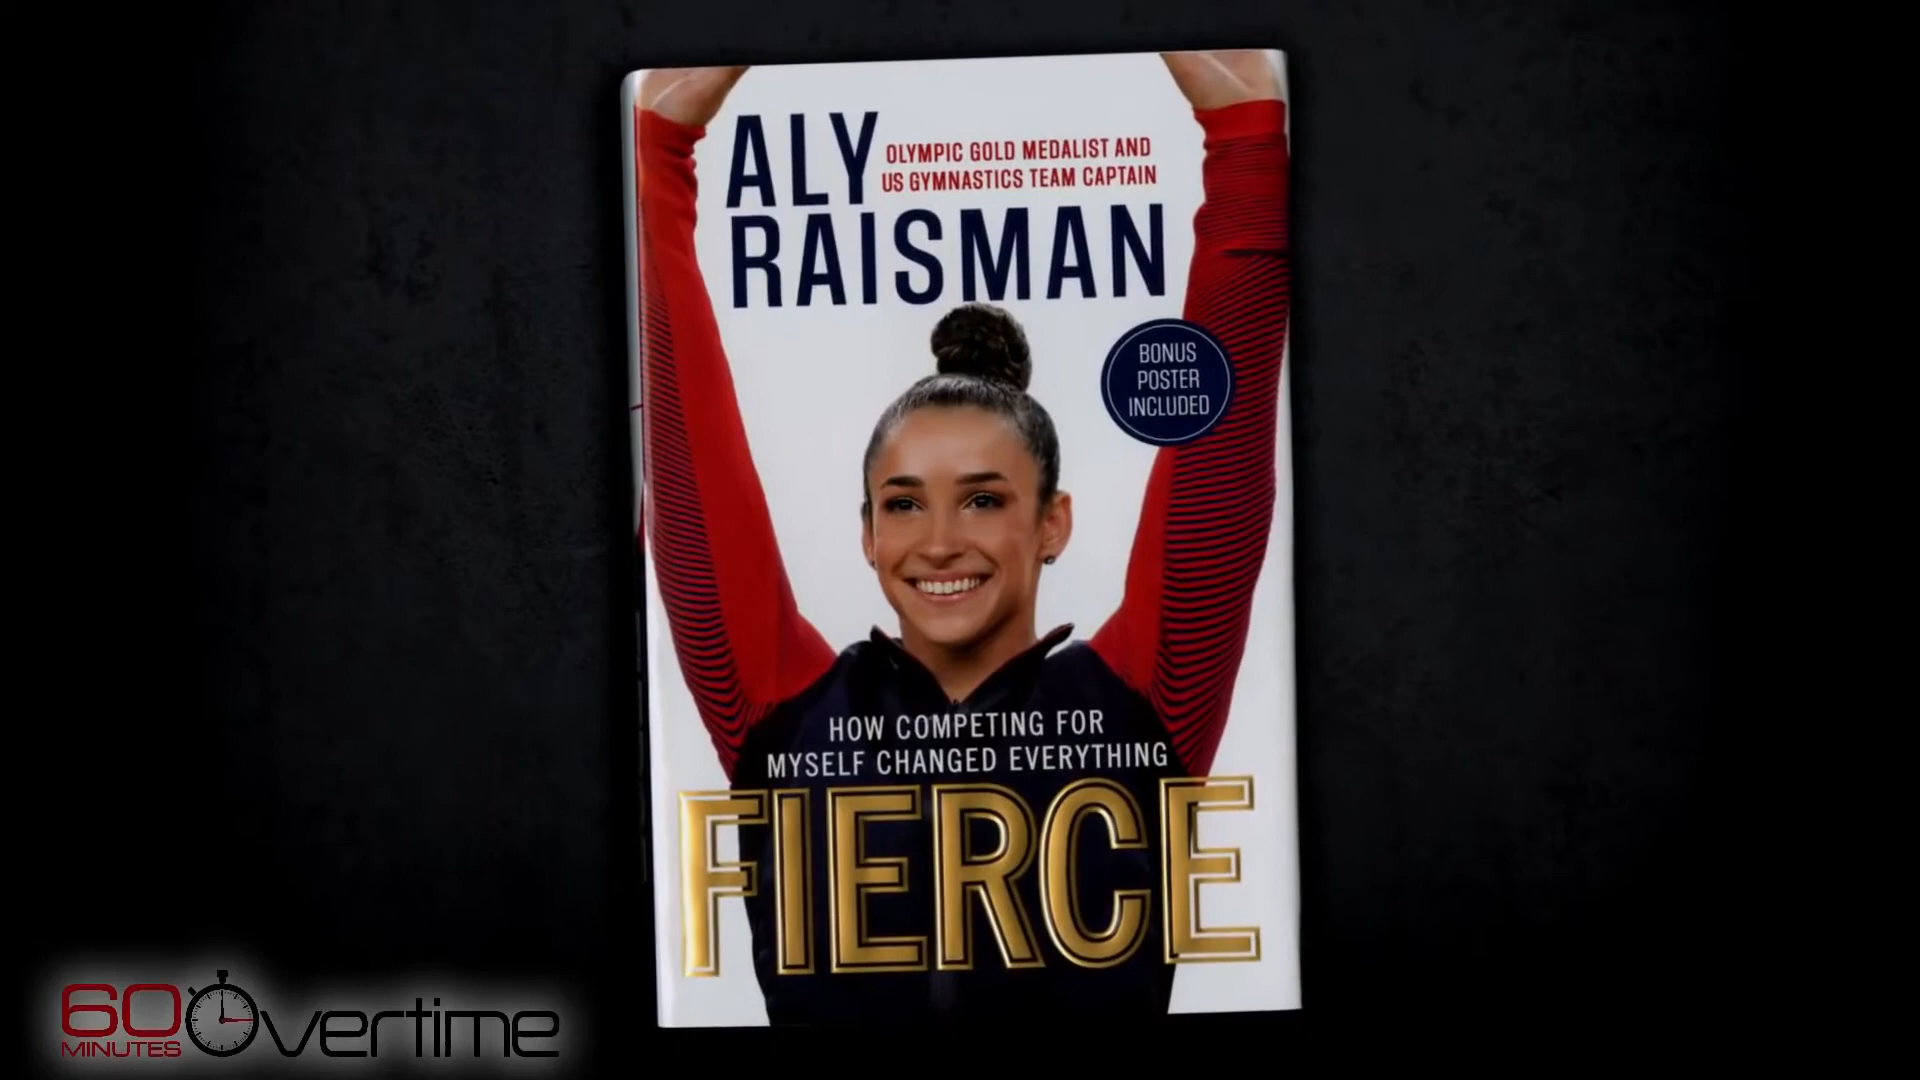 ALY
OLYMPIC GOLD MEDALIST AND
US GYMNASTICS TEAM CAPTAIN
RAISMAN
BONUS
POSTER
INCLUDED
HOW COMPETING FOR
MYSELF CHANGED EVERYTHING
FIERCE
60 Overtime
MINUTES